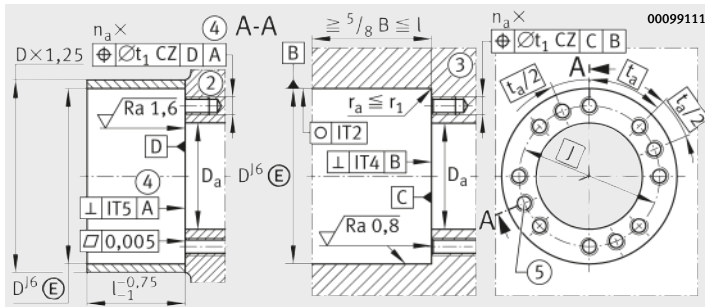 nₐ×
④ A-A
≧ ⁵/₈ B ≦ l
nₐ×
00099111
D×1,25
⌖ ∅t₁ CZ D A
B
⌖ ∅t₁ CZ C B
②
③
A
tₐ/2
tₐ
tₐ/2
Ra 1,6
rₐ ≦ r₁
○ IT2
D
J
④
Dₐ
Dᴶ⁶ Ⓔ
⟂ IT4 B
Dₐ
⟂ IT5 A
C
A
▱ 0,005
Ra 0,8
Dᴶ⁶ Ⓔ
l₋₁⁻⁰,⁷⁵
⑤